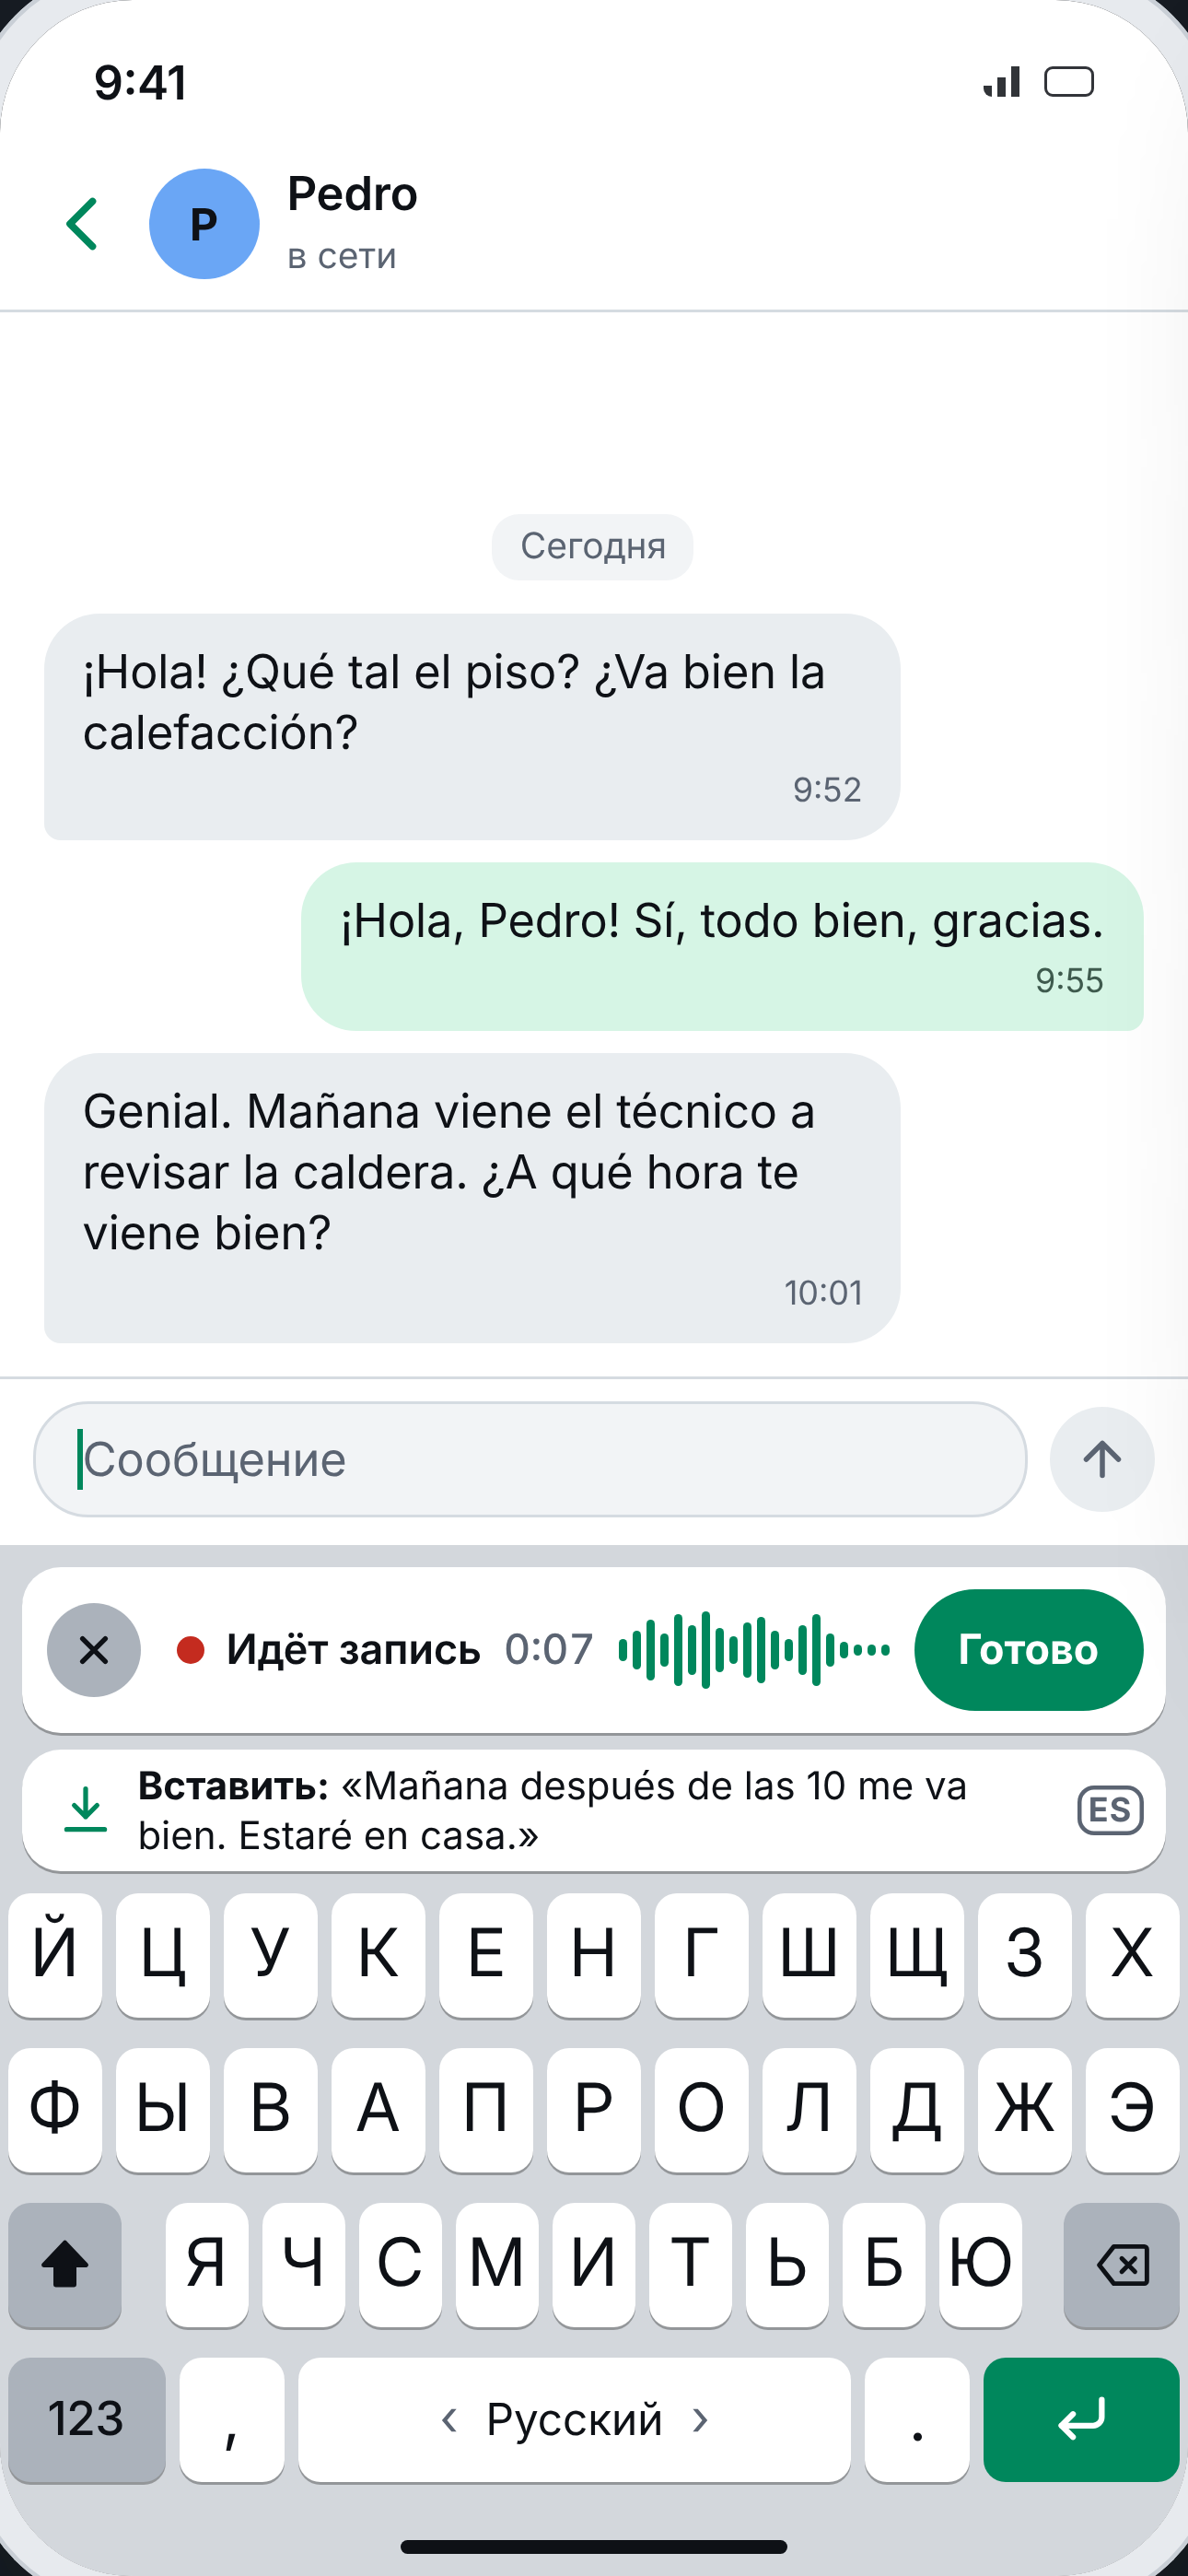 9:41
P
Pedro
в сети
Сегодня
¡Hola! ¿Qué tal el piso? ¿Va bien la
calefacción?
9:52
¡Hola, Pedro! Sí, todo bien, gracias.
9:55
Genial. Mañana viene el técnico a
revisar la caldera. ¿A qué hora te
viene bien?
10:01
Сообщение
Идёт запись 0:07 Готово
Вставить: «Mañana después de las 10 me va
bien. Estaré en casa.»
ES
Й Ц У К Е Н Г Ш Щ З Х
Ф Ы В А П Р О Л Д Ж Э
Я Ч С М И Т Ь Б Ю
123 , ‹ Русский › .